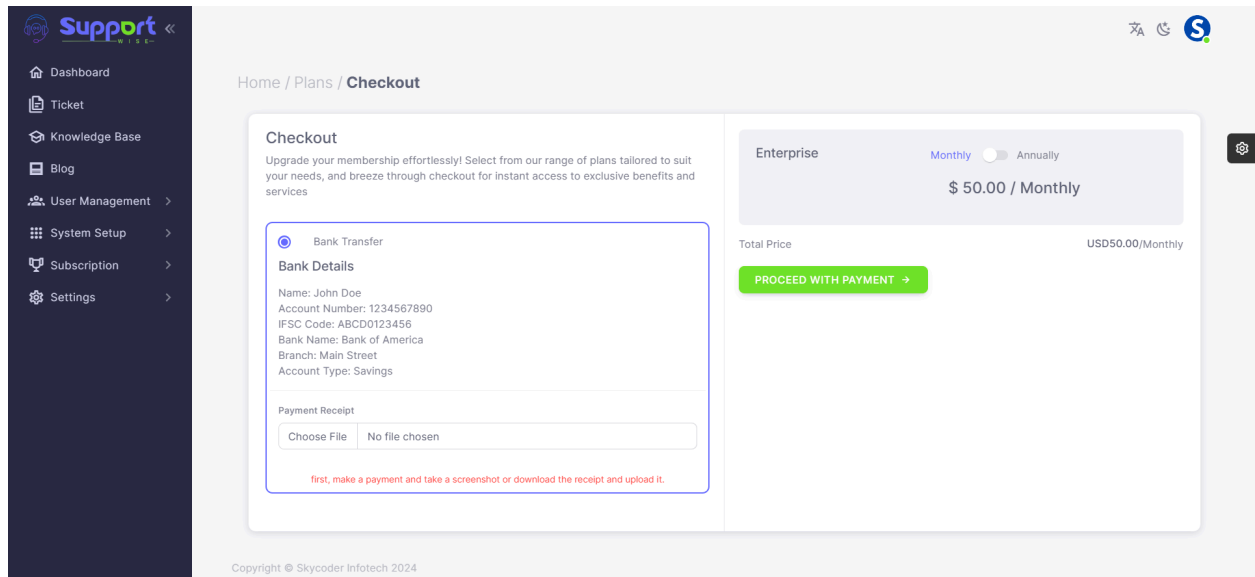 Support
WISE
Dashboard
Ticket
Knowledge Base
Blog
User Management
System Setup
Subscription
Settings
Home / Plans / Checkout
Checkout
Upgrade your membership effortlessly! Select from our range of plans tailored to suit
your needs, and breeze through checkout for instant access to exclusive benefits and
services
Bank Transfer
Bank Details
Name: John Doe
Account Number: 1234567890
IFSC Code: ABCD0123456
Bank Name: Bank of America
Branch: Main Street
Account Type: Savings
Payment Receipt
Choose File No file chosen
first, make a payment and take a screenshot or download the receipt and upload it.
Enterprise
Monthly Annually
$ 50.00 / Monthly
Total Price USD50.00/Monthly
PROCEED WITH PAYMENT →
Copyright © Skycoder Infotech 2024